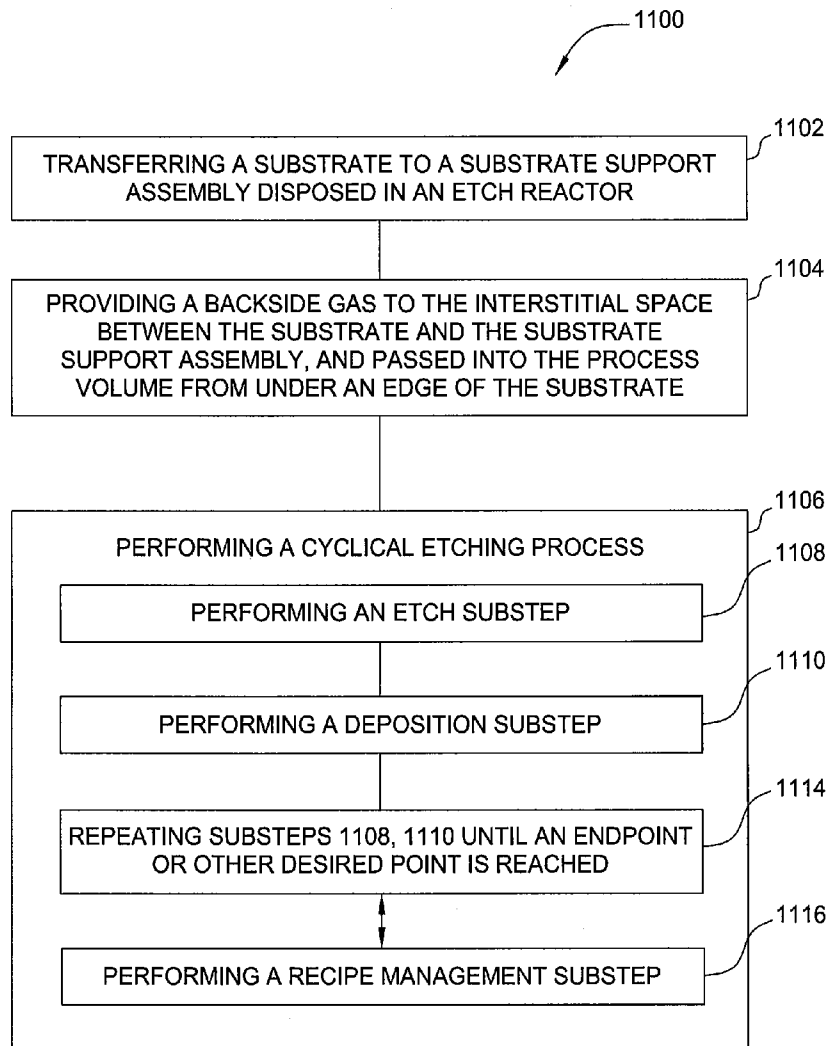 1100
1102
TRANSFERRING A SUBSTRATE TO A SUBSTRATE SUPPORT
ASSEMBLY DISPOSED IN AN ETCH REACTOR
1104
PROVIDING A BACKSIDE GAS TO THE INTERSTITIAL SPACE
BETWEEN THE SUBSTRATE AND THE SUBSTRATE
SUPPORT ASSEMBLY, AND PASSED INTO THE PROCESS
VOLUME FROM UNDER AN EDGE OF THE SUBSTRATE
1106
PERFORMING A CYCLICAL ETCHING PROCESS
1108
PERFORMING AN ETCH SUBSTEP
1110
PERFORMING A DEPOSITION SUBSTEP
1114
REPEATING SUBSTEPS 1108, 1110 UNTIL AN ENDPOINT
OR OTHER DESIRED POINT IS REACHED
1116
PERFORMING A RECIPE MANAGEMENT SUBSTEP